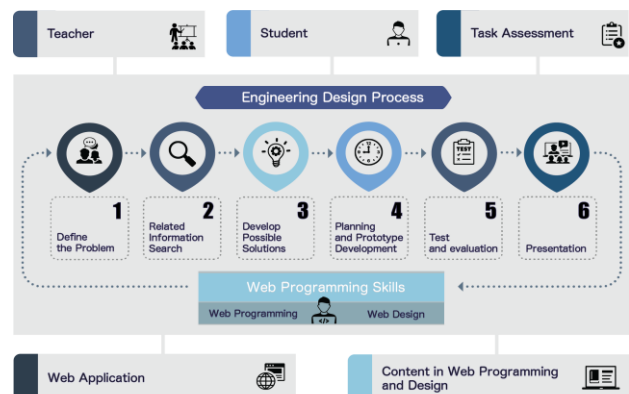 Teacher
Student
Task Assessment
Engineering Design Process
1
Define
the Problem
2
Related
Information
Search
3
Develop
Possible
Solutions
4
Planning
and Prototype
Development
5
Test
and evaluation
6
Presentation
Web Programming Skills
Web Programming
</>
Web Design
Web Application
Content in Web Programming
and Design